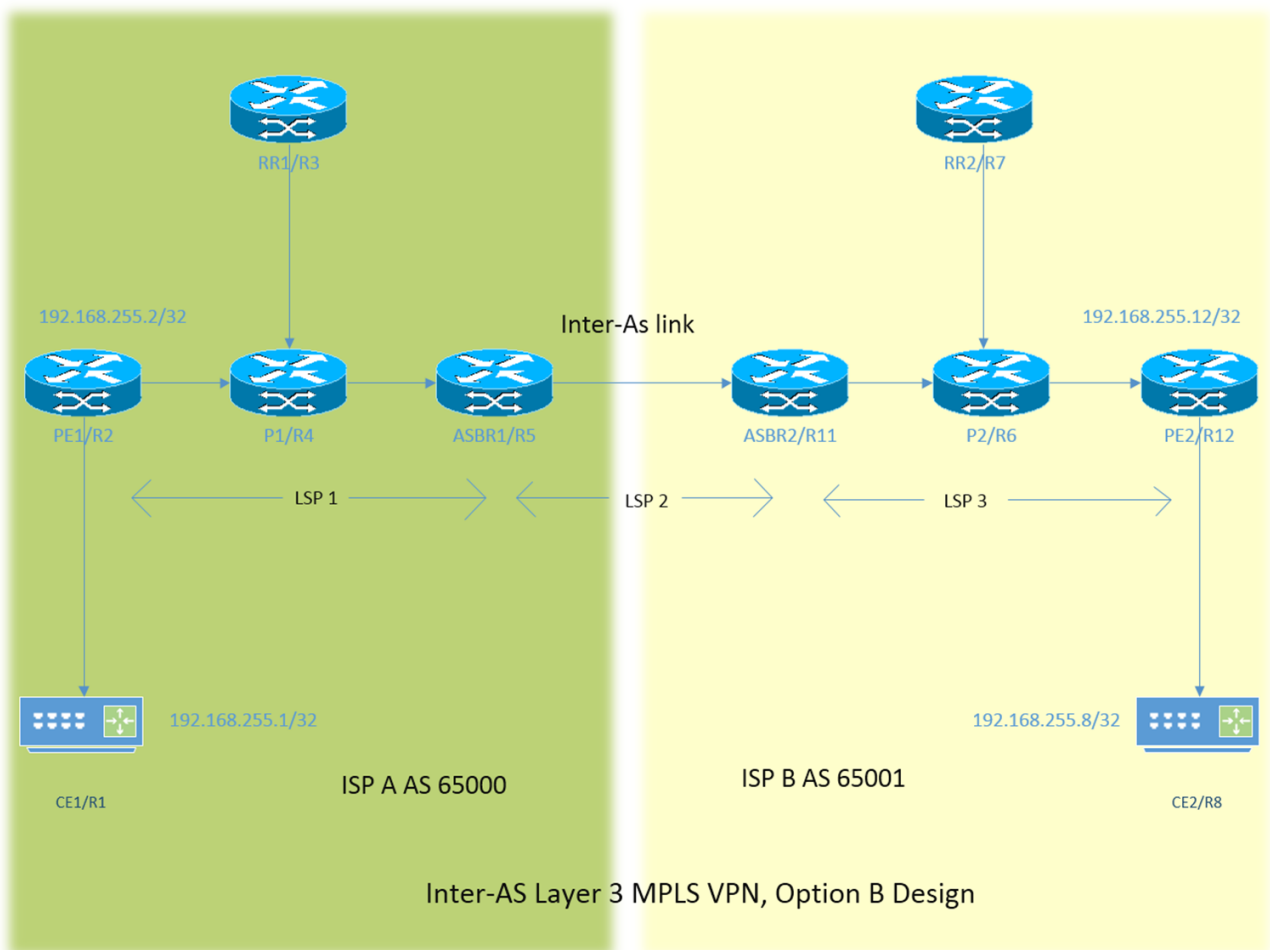 RR1/R3
RR2/R7
192.168.255.2/32
Inter-As link
192.168.255.12/32
PE1/R2
P1/R4
ASBR1/R5
ASBR2/R11
P2/R6
PE2/R12
LSP 1
LSP 2
LSP 3
192.168.255.1/32
192.168.255.8/32
ISP A AS 65000
ISP B AS 65001
CE1/R1
CE2/R8
Inter-AS Layer 3 MPLS VPN, Option B Design